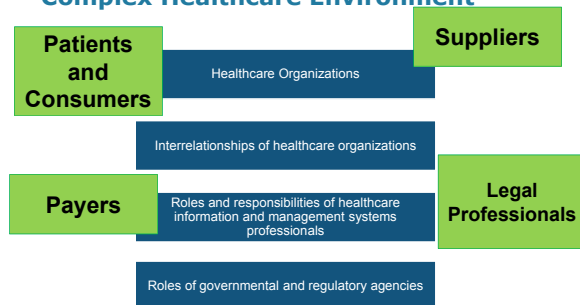 Complex Healthcare Environment
Suppliers
Patients
and
Consumers
Healthcare Organizations
Interrelationships of healthcare organizations
Payers
Roles and responsibilities of healthcare
information and management systems
professionals
Legal
Professionals
Roles of governmental and regulatory agencies